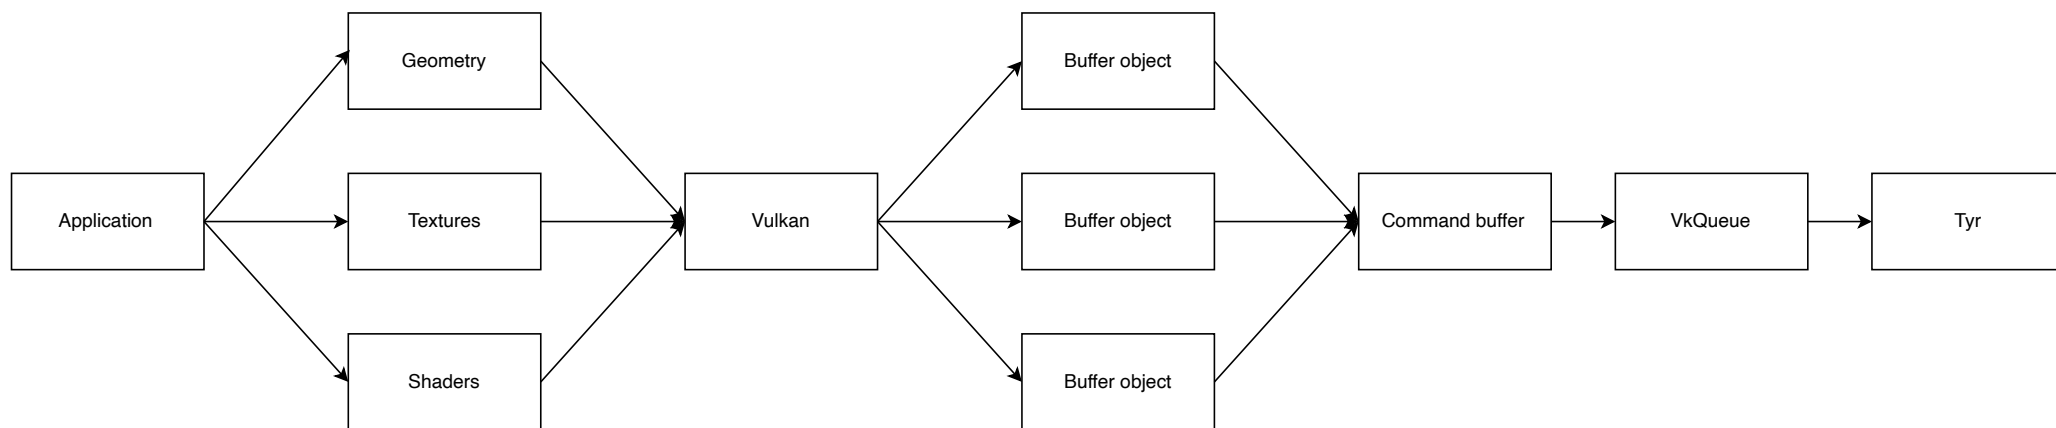 Application
Geometry
Textures
Shaders
Vulkan
Buffer object
Buffer object
Buffer object
Command buffer
VkQueue
Tyr